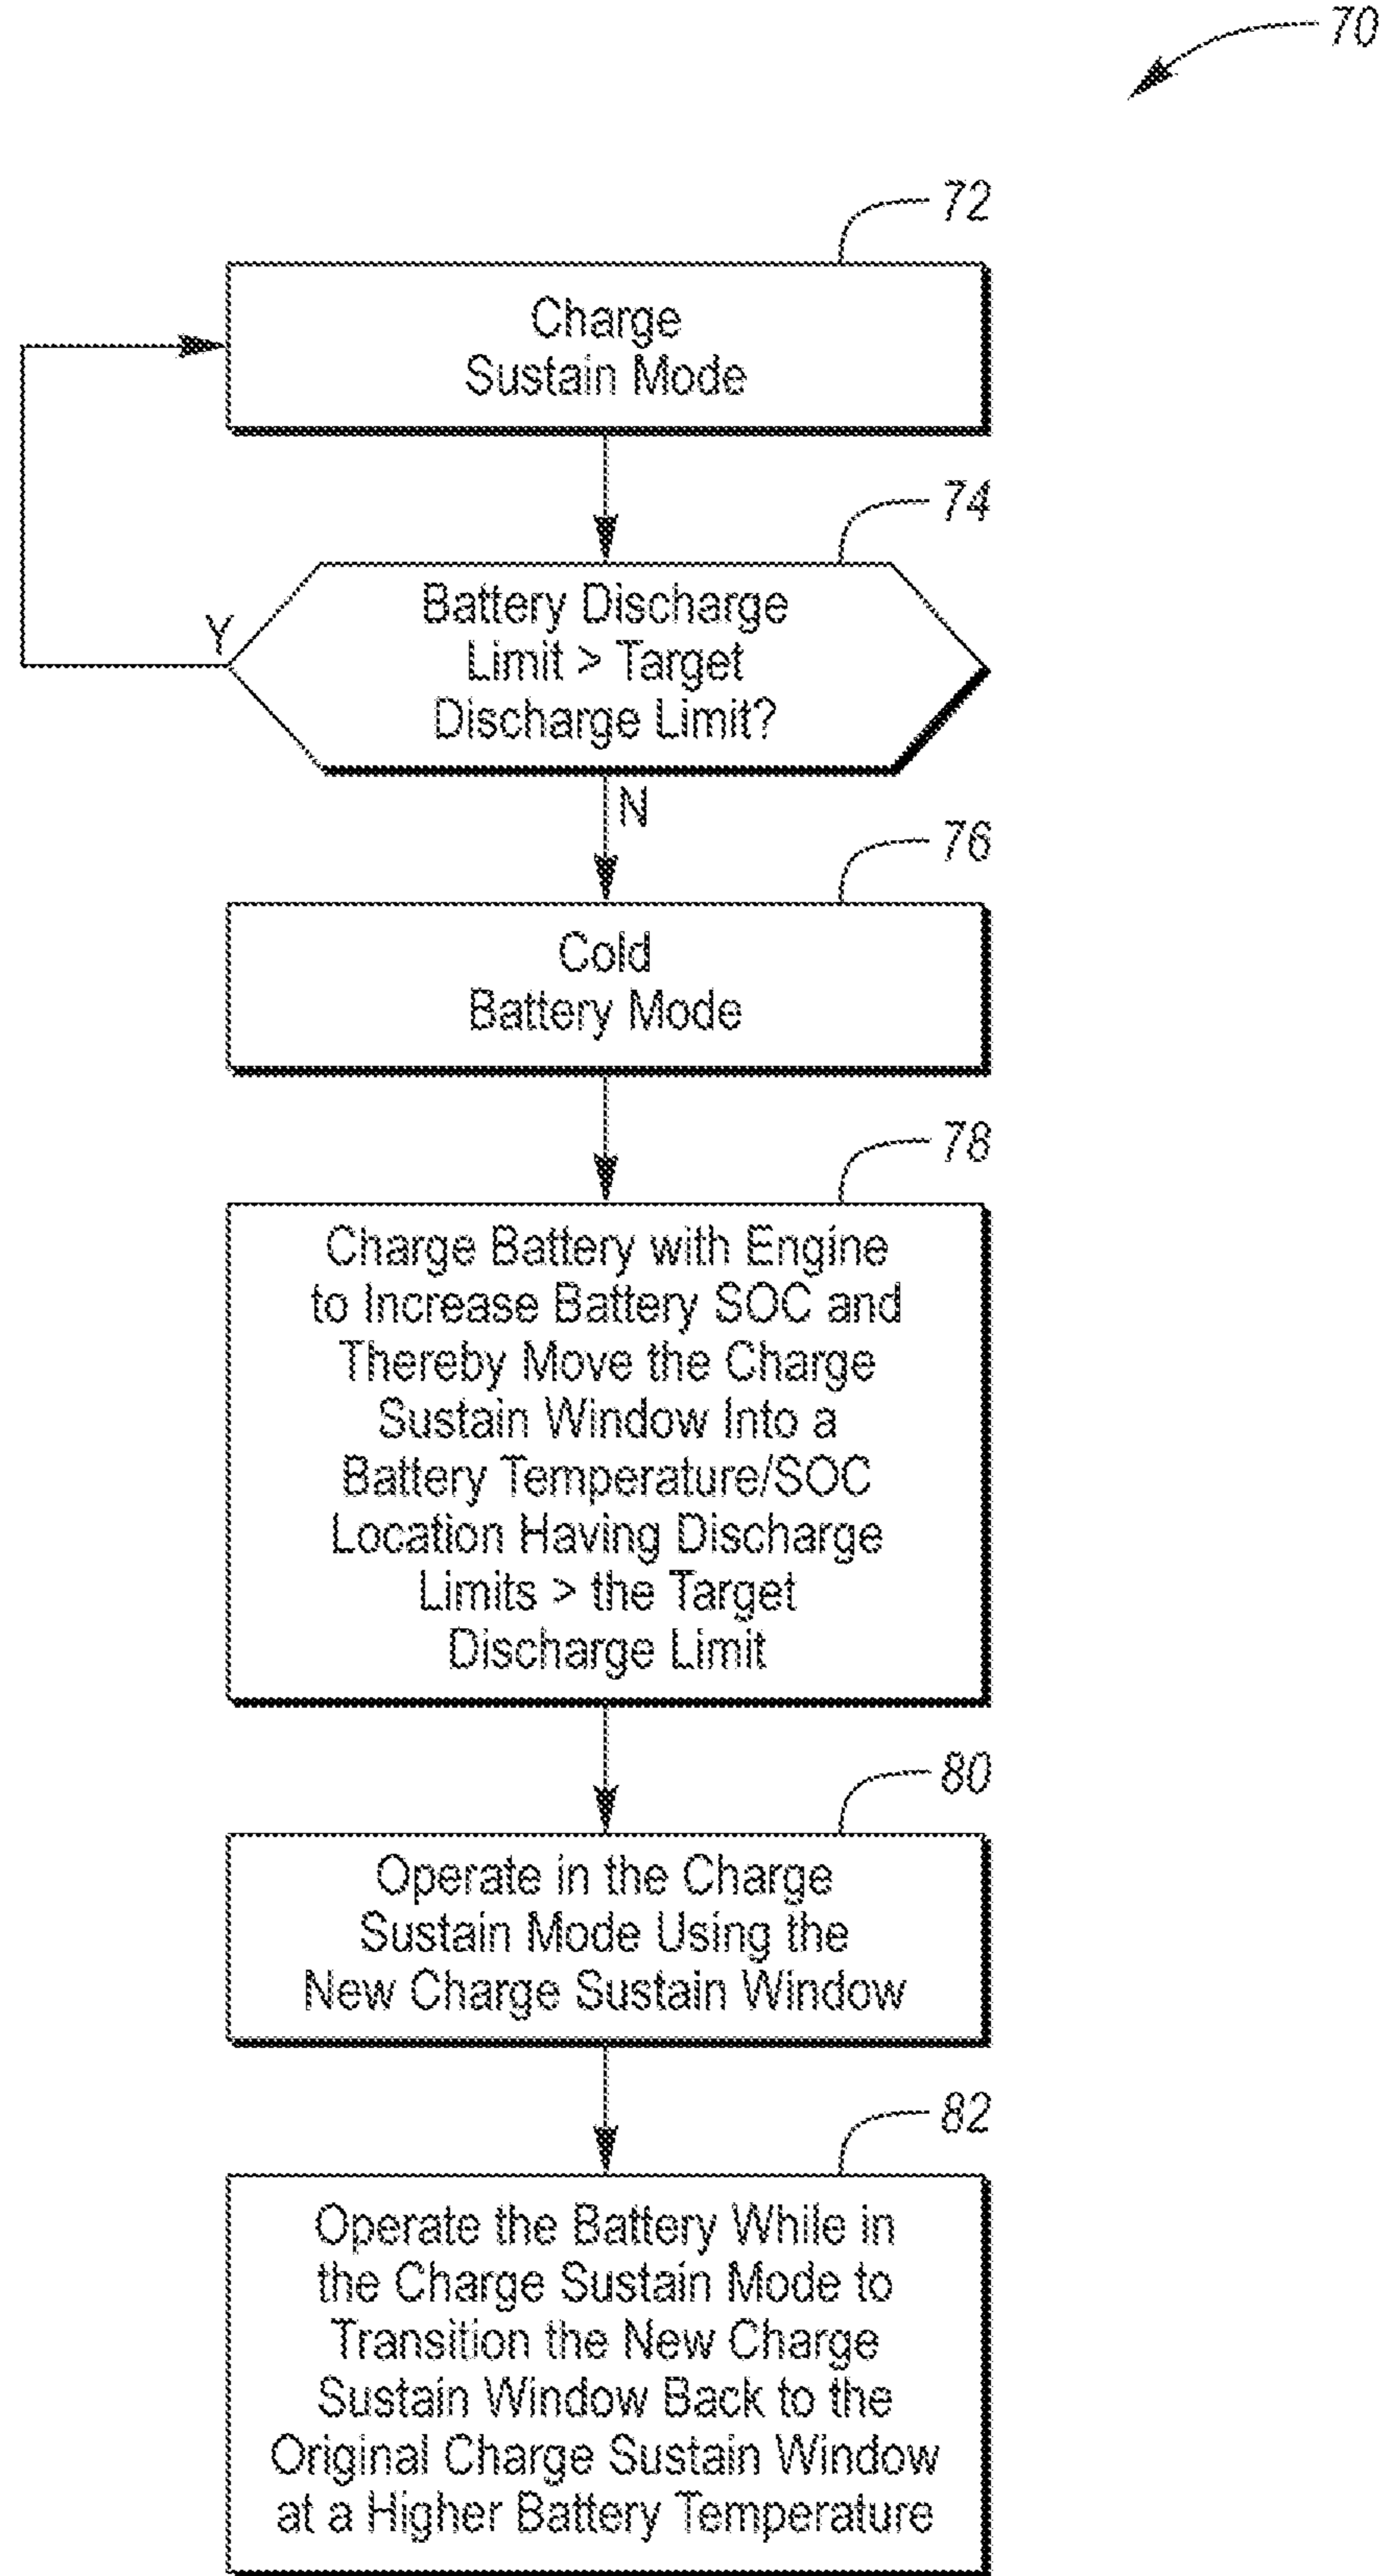 70
72
Charge
Sustain Mode
74
Battery Discharge
Limit > Target
Discharge Limit?
Y
N
76
Cold
Battery Mode
78
Charge Battery with Engine
to Increase Battery SOC and
Thereby Move the Charge
Sustain Window Into a
Battery Temperature/SOC
Location Having Discharge
Limits > the Target
Discharge Limit
80
Operate in the Charge
Sustain Mode Using the
New Charge Sustain Window
82
Operate the Battery While in
the Charge Sustain Mode to
Transition the New Charge
Sustain Window Back to the
Original Charge Sustain Window
at a Higher Battery Temperature